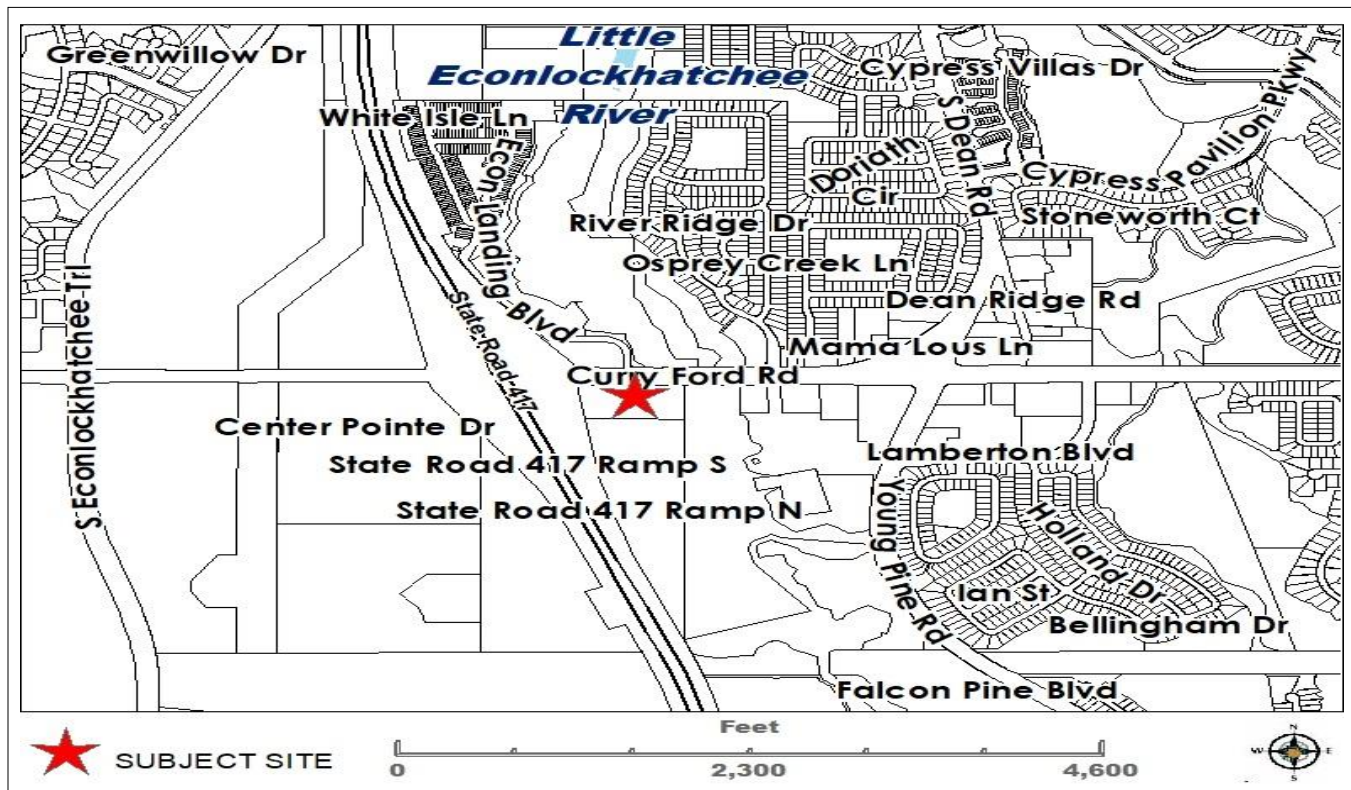 Little
Econlockhatchee
River
Greenwillow Dr
Cypress Villas Dr
White Isle Ln
Econ Landing Blvd
S Dean Rd
Doriath
Cir
Cypress Pavilion Pkwy
Stoneworth Ct
River Ridge Dr
Osprey Creek Ln
Dean Ridge Rd
Mama Lous Ln
State Road 417
S Econlockhatchee Trl
Curry Ford Rd
Center Pointe Dr
State Road 417 Ramp S
State Road 417 Ramp N
Lamberton Blvd
Young Pine Rd
Holland Dr
Ian St
Bellingham Dr
Falcon Pine Blvd
SUBJECT SITE
Feet
0
2,300
4,600
N
W
E
S